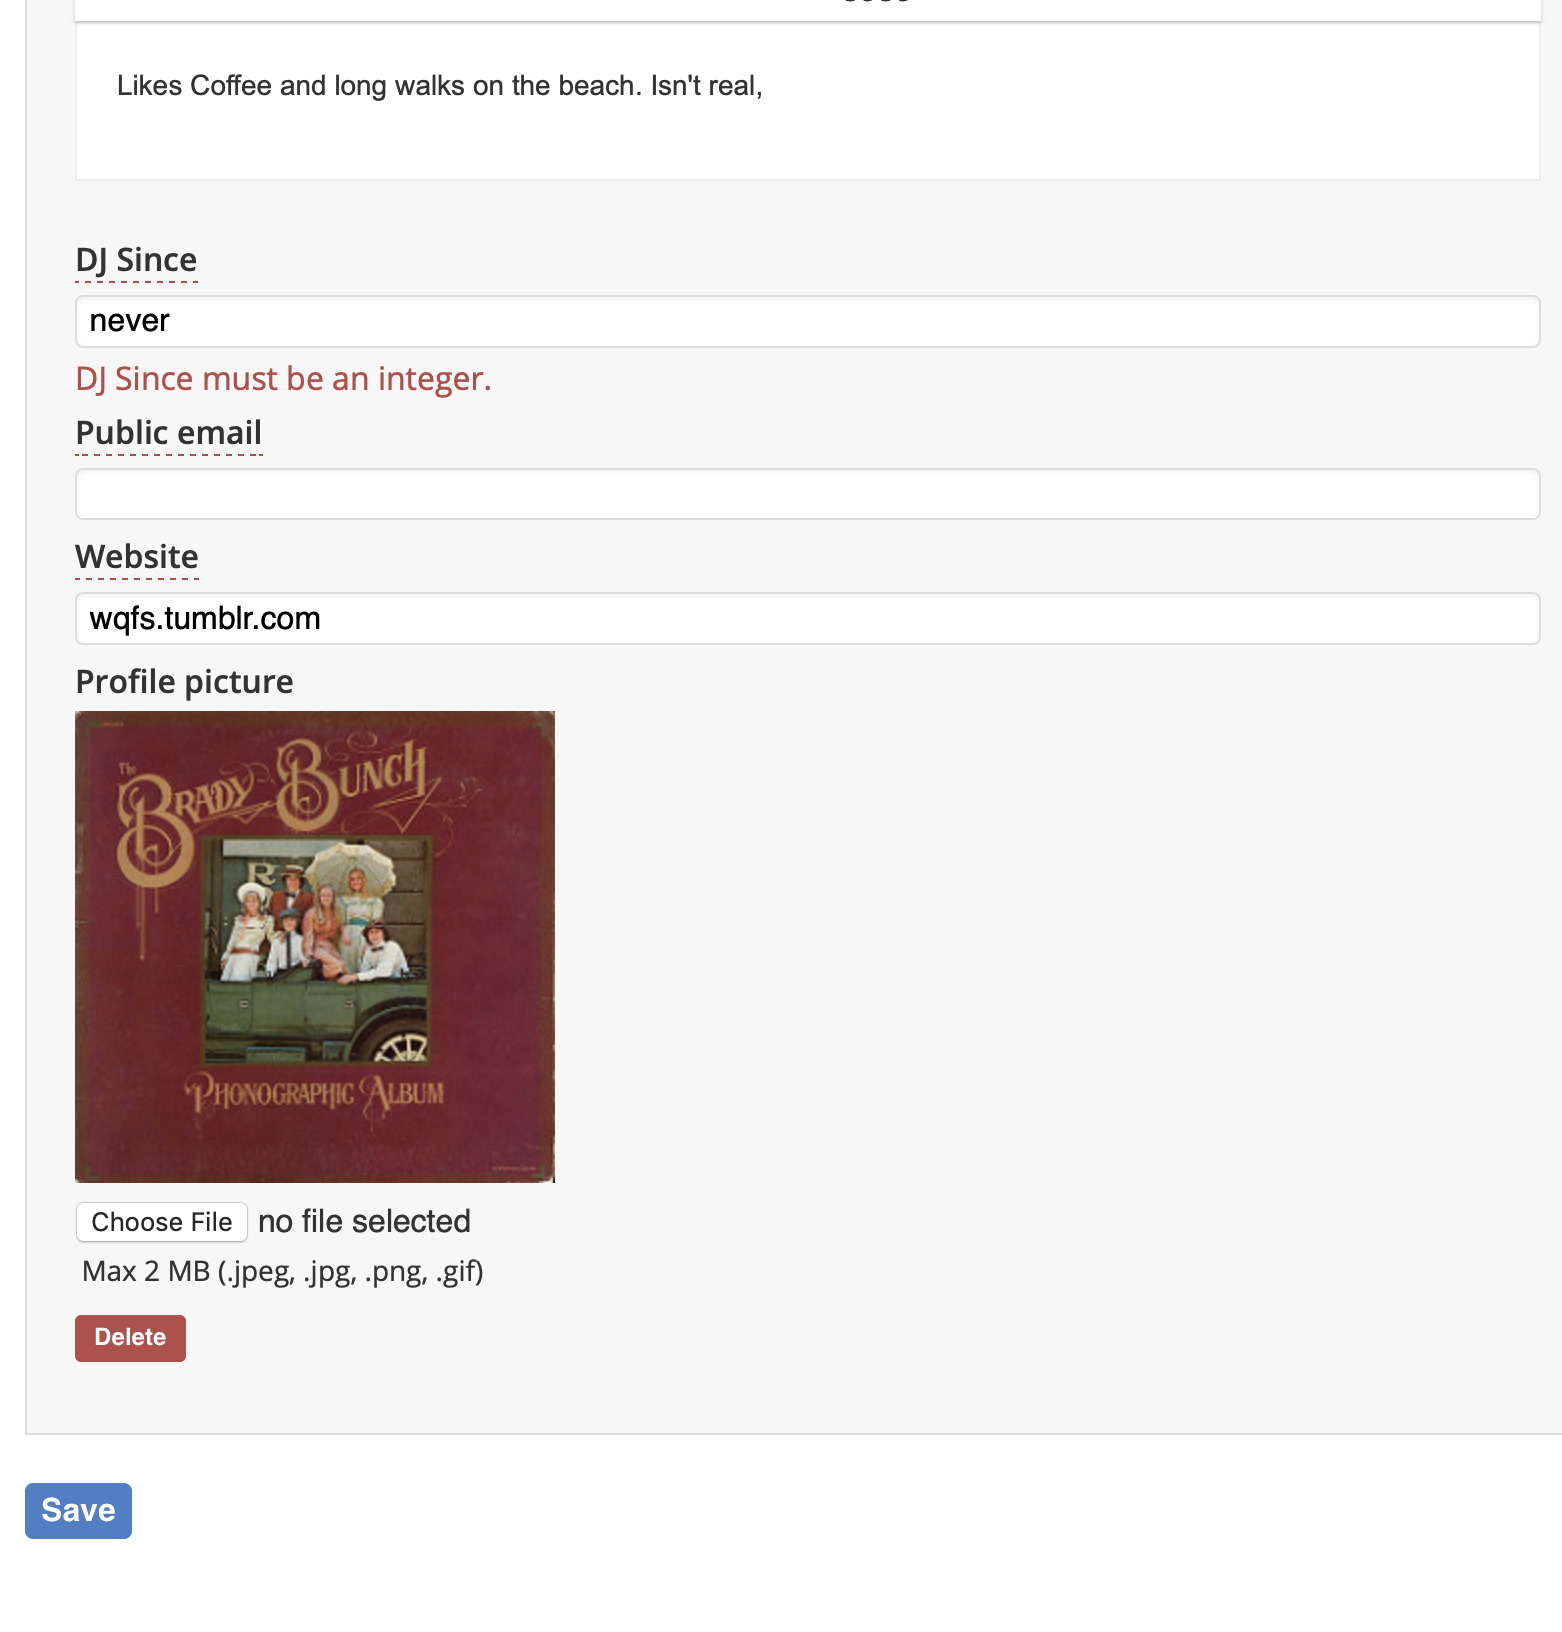 Likes Coffee and long walks on the beach. Isn't real,
DJ Since
never
DJ Since must be an integer.
Public email
Website
wqfs.tumblr.com
Profile picture
The
BRADY BUNCH
R
PHONOGRAPHIC ALBUM
Choose File no file selected
Max 2 MB (.jpeg, .jpg, .png, .gif)
Delete
Save